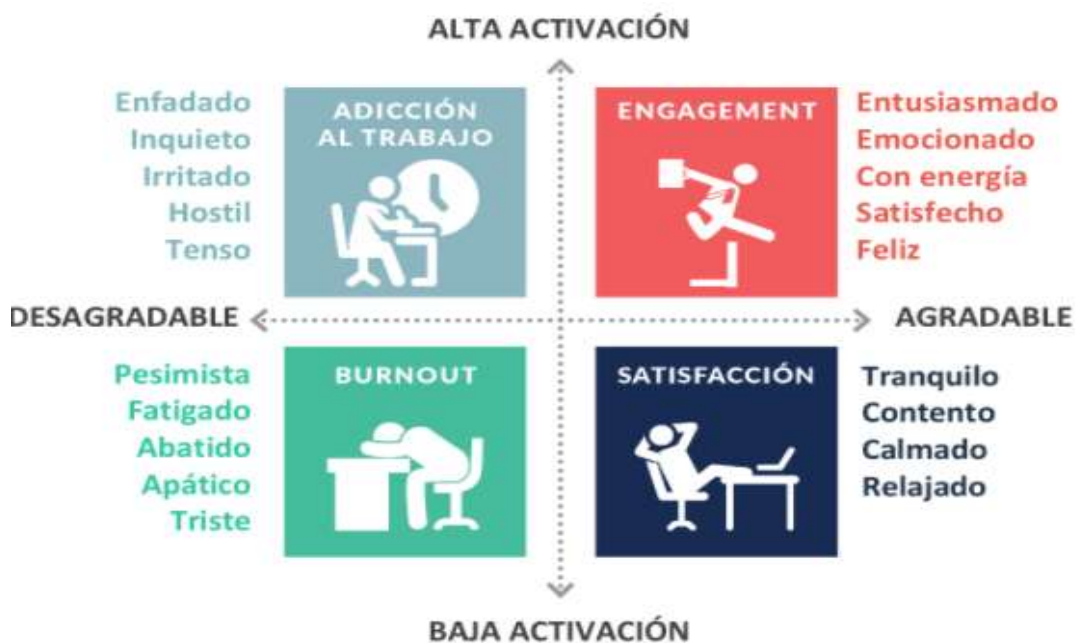 ALTA ACTIVACIÓN
Enfadado
Inquieto
Irritado
Hostil
Tenso
ADICCIÓN
AL TRABAJO
ENGAGEMENT
Entusiasmado
Emocionado
Con energía
Satisfecho
Feliz
DESAGRADABLE
AGRADABLE
Pesimista
Fatigado
Abatido
Apático
Triste
BURNOUT
SATISFACCIÓN
Tranquilo
Contento
Calmado
Relajado
BAJA ACTIVACIÓN